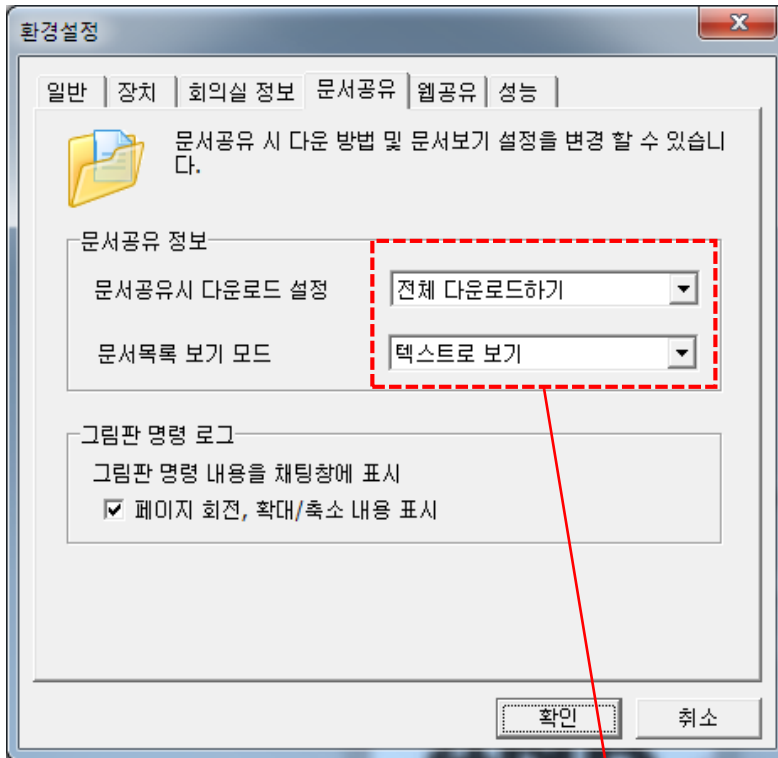 환경설정
일반 장치 회의실 정보 문서공유 웹공유 성능
문서공유 시 다운 방법 및 문서보기 설정을 변경 할 수 있습니
다.
문서공유 정보
문서공유시 다운로드 설정 전체 다운로드하기
문서목록 보기 모드 텍스트로 보기
그림판 명령 로그
그림판 명령 내용을 채팅창에 표시
페이지 회전, 확대/축소 내용 표시
확인 취소